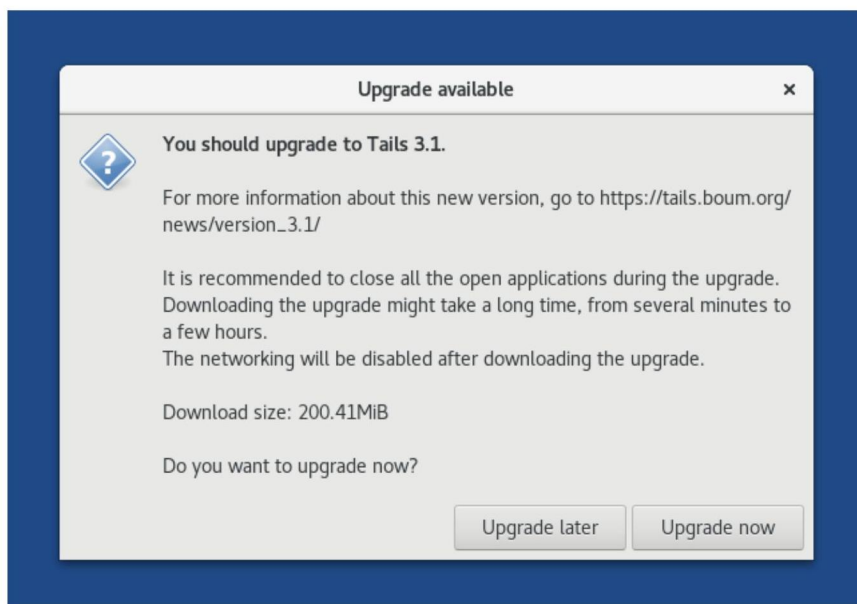 Upgrade available
You should upgrade to Tails 3.1.
For more information about this new version, go to https://tails.boum.org/
news/version_3.1/
It is recommended to close all the open applications during the upgrade.
Downloading the upgrade might take a long time, from several minutes to
a few hours.
The networking will be disabled after downloading the upgrade.
Download size: 200.41MiB
Do you want to upgrade now?
Upgrade later
Upgrade now